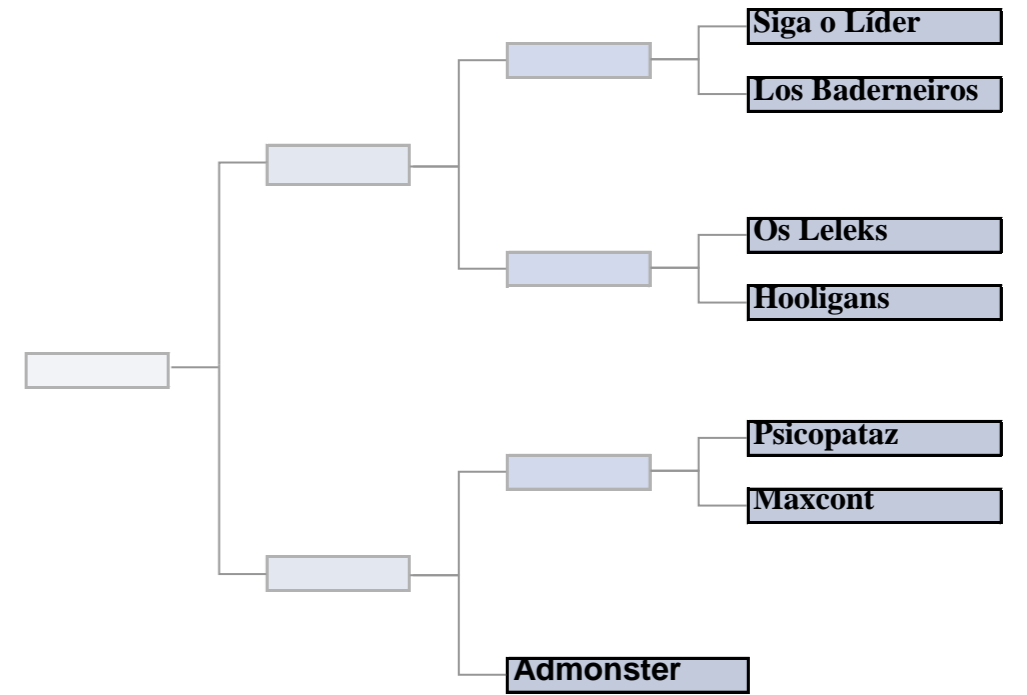 Siga o Líder
Los Baderneiros
Os Leleks
Hooligans
Psicopataz
Maxcont
Admonster